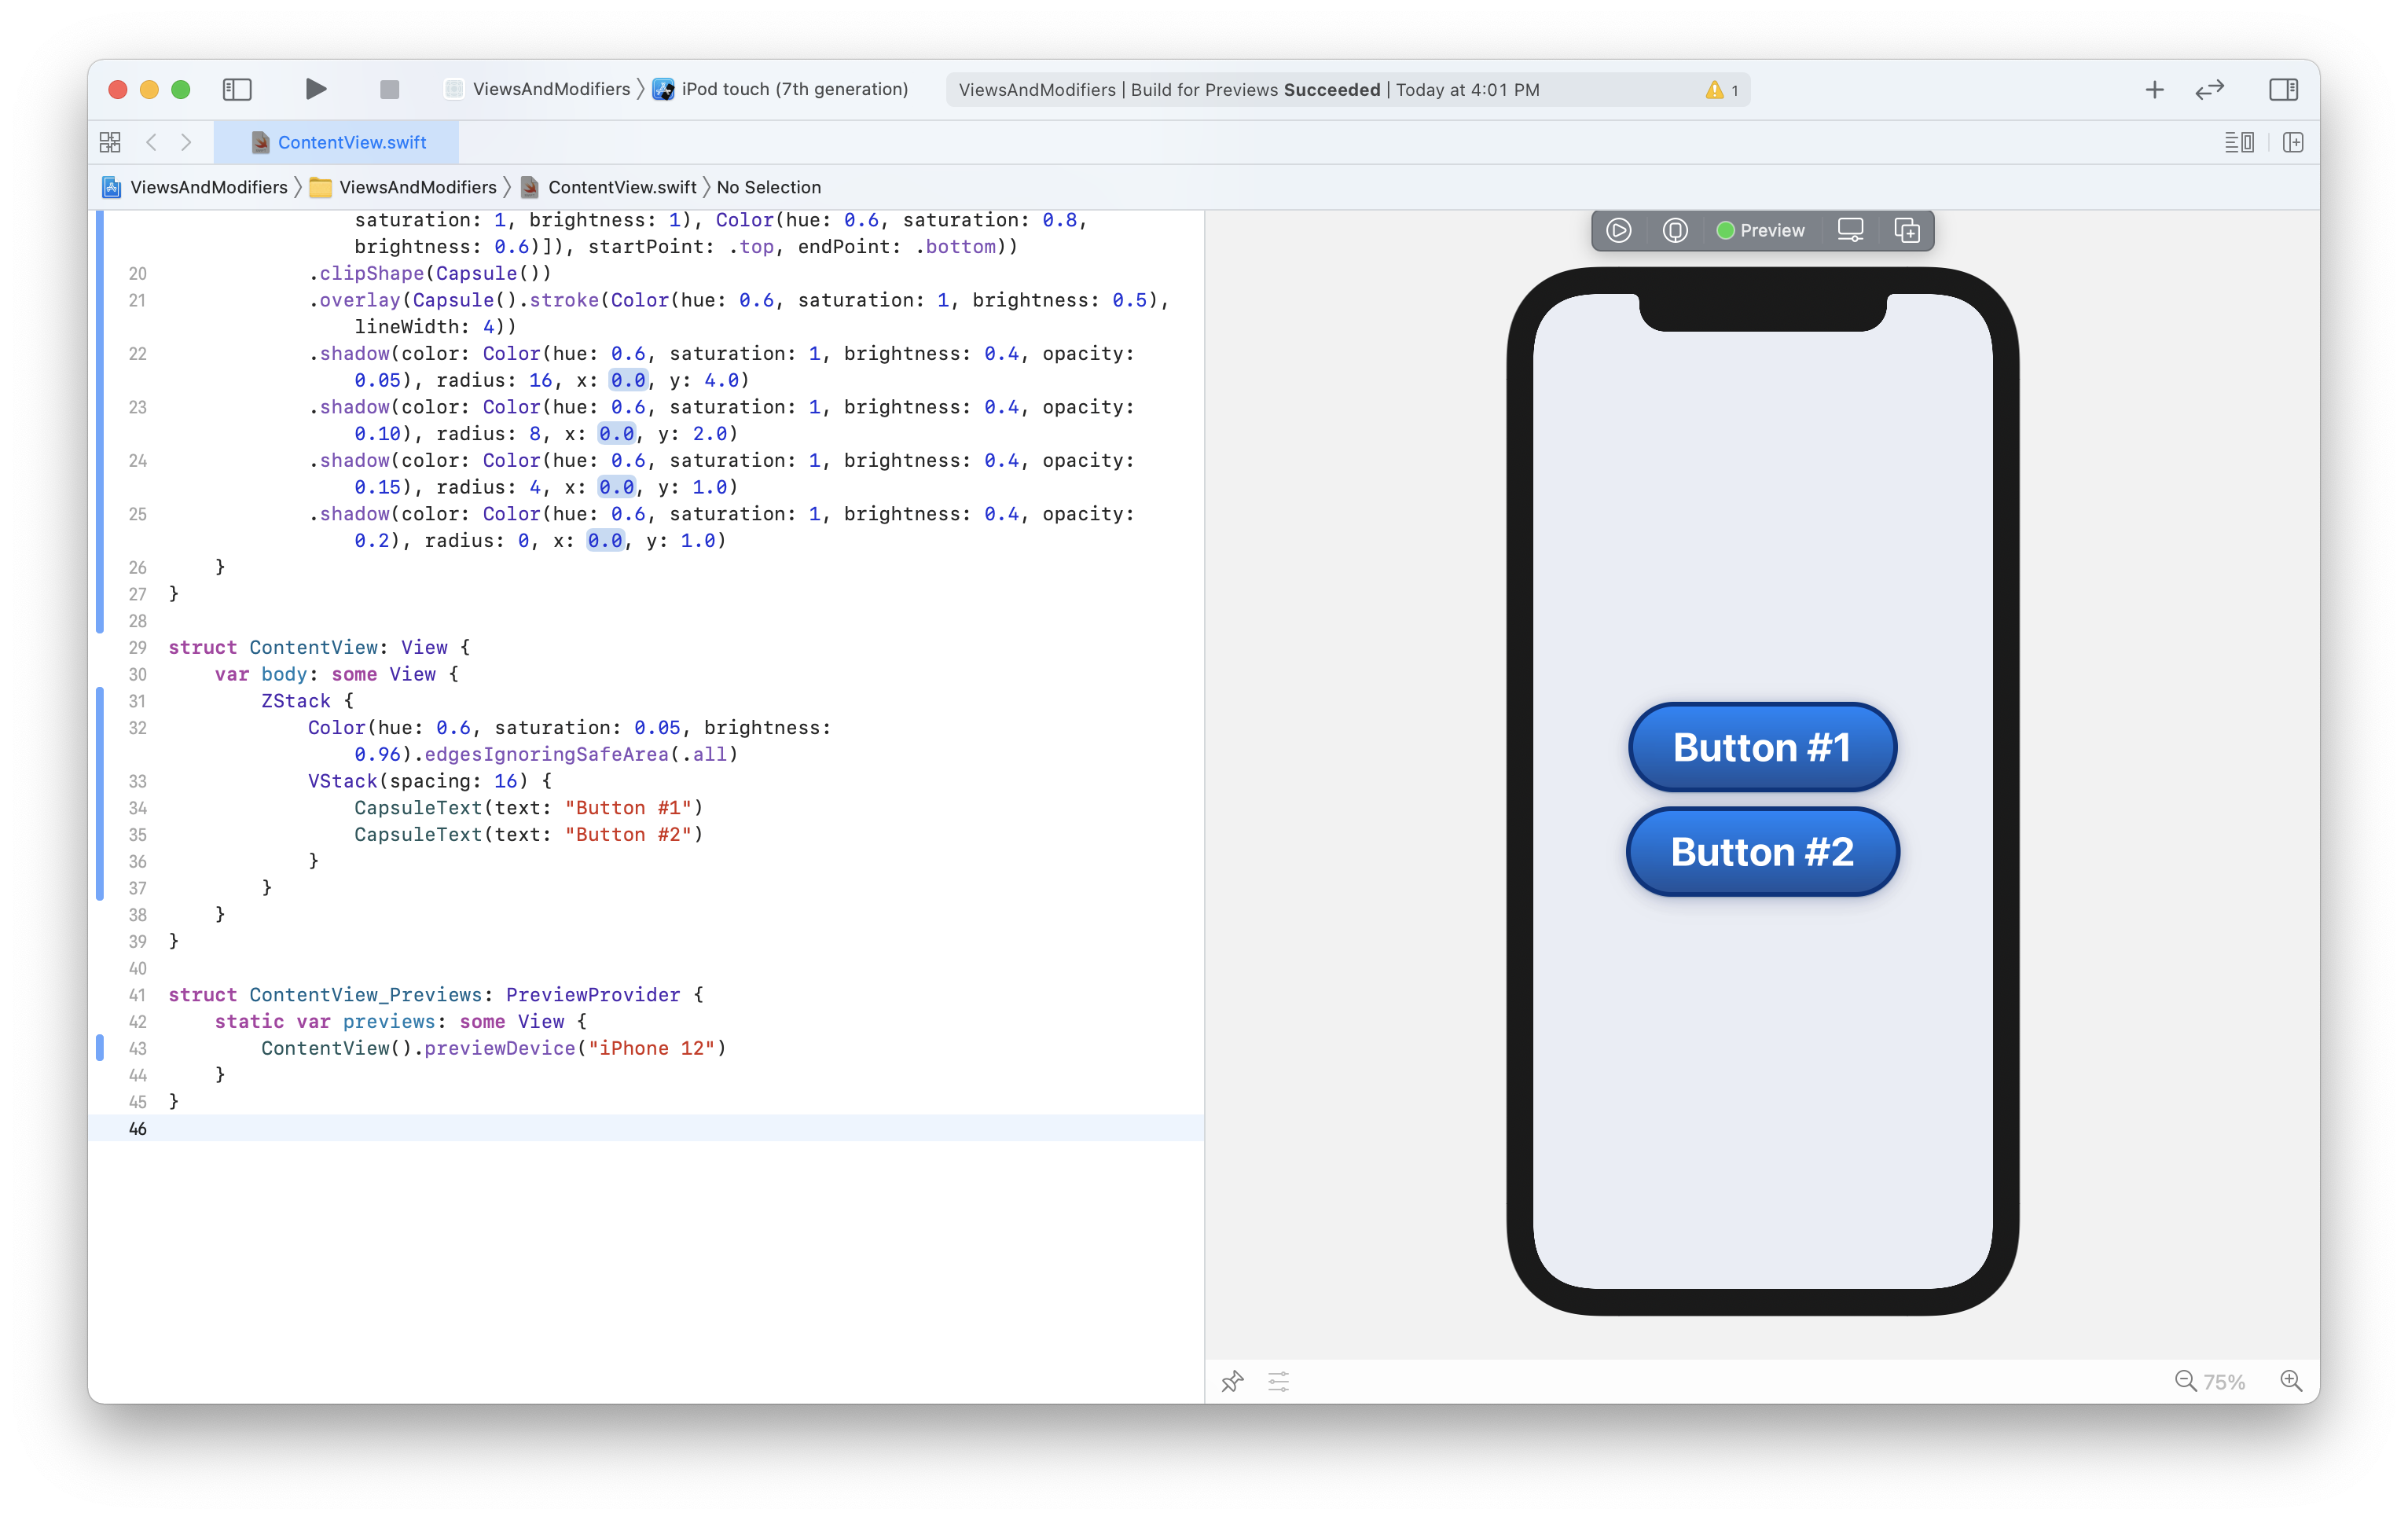 ViewsAndModifiers 〉 iPod touch (7th generation)
ViewsAndModifiers | Build for Previews Succeeded | Today at 4:01 PM
1
ContentView.swift
ViewsAndModifiers 〉 ViewsAndModifiers 〉 ContentView.swift 〉 No Selection
saturation: 1, brightness: 1), Color(hue: 0.6, saturation: 0.8,
brightness: 0.6)]), startPoint: .top, endPoint: .bottom))
20 .clipShape(Capsule())
21 .overlay(Capsule().stroke(Color(hue: 0.6, saturation: 1, brightness: 0.5),
lineWidth: 4))
22 .shadow(color: Color(hue: 0.6, saturation: 1, brightness: 0.4, opacity:
0.05), radius: 16, x: 0.0, y: 4.0)
23 .shadow(color: Color(hue: 0.6, saturation: 1, brightness: 0.4, opacity:
0.10), radius: 8, x: 0.0, y: 2.0)
24 .shadow(color: Color(hue: 0.6, saturation: 1, brightness: 0.4, opacity:
0.15), radius: 4, x: 0.0, y: 1.0)
25 .shadow(color: Color(hue: 0.6, saturation: 1, brightness: 0.4, opacity:
0.2), radius: 0, x: 0.0, y: 1.0)
26 }
27 }
28
29 struct ContentView: View {
30 var body: some View {
31 ZStack {
32 Color(hue: 0.6, saturation: 0.05, brightness:
0.96).edgesIgnoringSafeArea(.all)
33 VStack(spacing: 16) {
34 CapsuleText(text: "Button #1")
35 CapsuleText(text: "Button #2")
36 }
37 }
38 }
39 }
40
41 struct ContentView_Previews: PreviewProvider {
42 static var previews: some View {
43 ContentView().previewDevice("iPhone 12")
44 }
45 }
46
Preview
Button #1
Button #2
75%